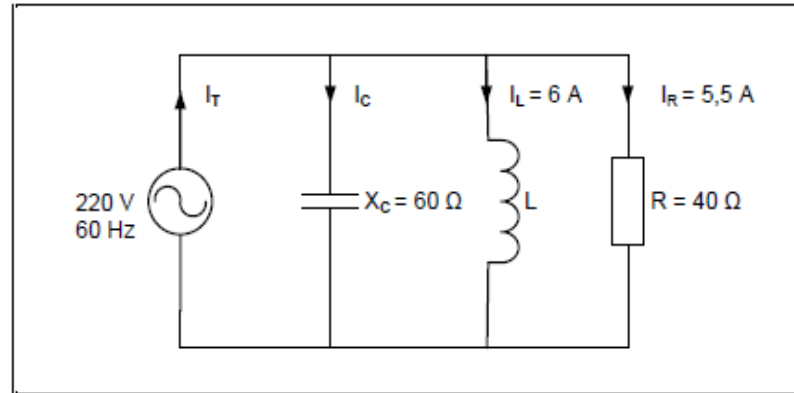 I_T
I_C
I_L = 6 A
I_R = 5,5 A
220 V
60 Hz
X_C = 60 Ω
L
R = 40 Ω